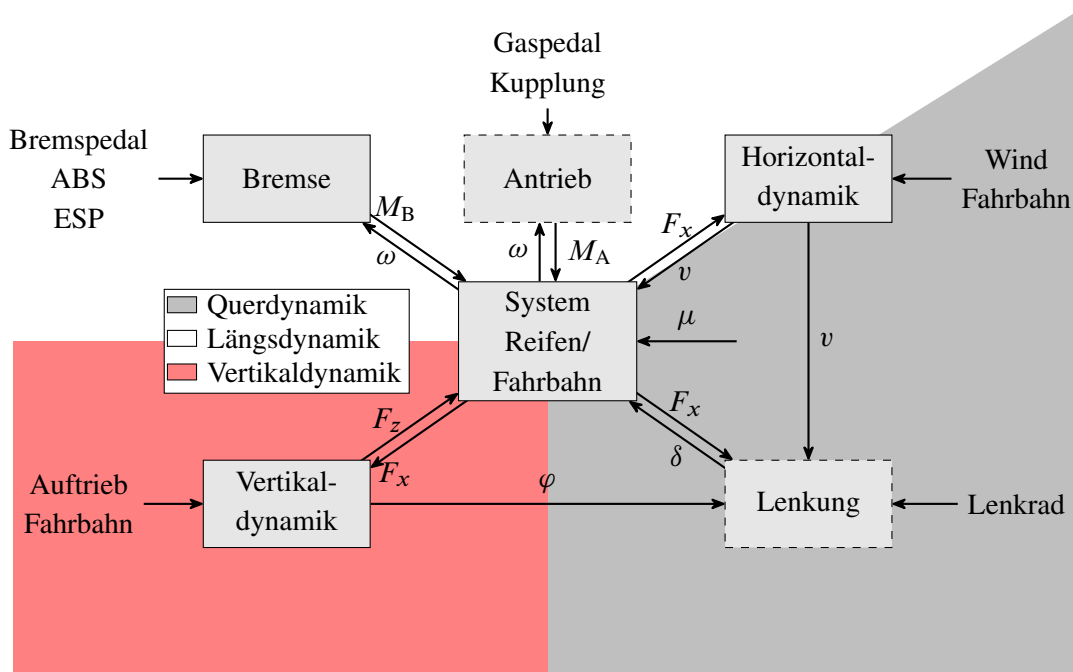 Gaspedal
Kupplung
Bremspedal
ABS
ESP
Bremse
Antrieb
Horizontal-
dynamik
Wind
Fahrbahn
M_B
ω
ω
M_A
F_x
υ
Querdynamik
Längsdynamik
Vertikaldynamik
System
Reifen/
Fahrbahn
μ
υ
F_z
F_x
F_x
δ
Auftrieb
Fahrbahn
Vertikal-
dynamik
φ
Lenkung
Lenkrad